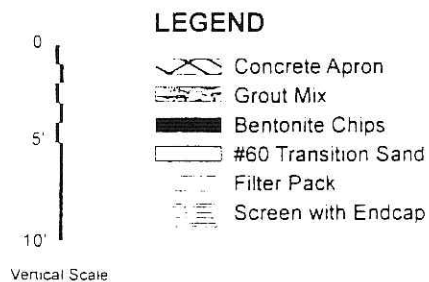 LEGEND
0
5'
10'
Vertical Scale
Concrete Apron
Grout Mix
Bentonite Chips
#60 Transition Sand
Filter Pack
Screen with Endcap